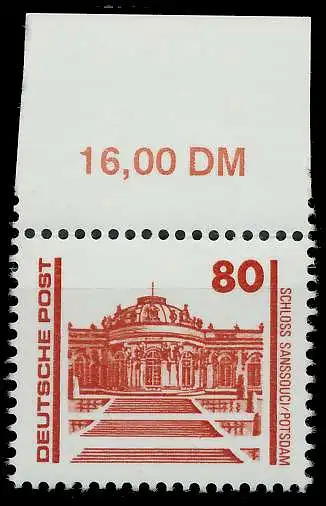 16,00 DM
80
DEUTSCHE POST
SCHLOSS SANSSOUCI/POTSDAM